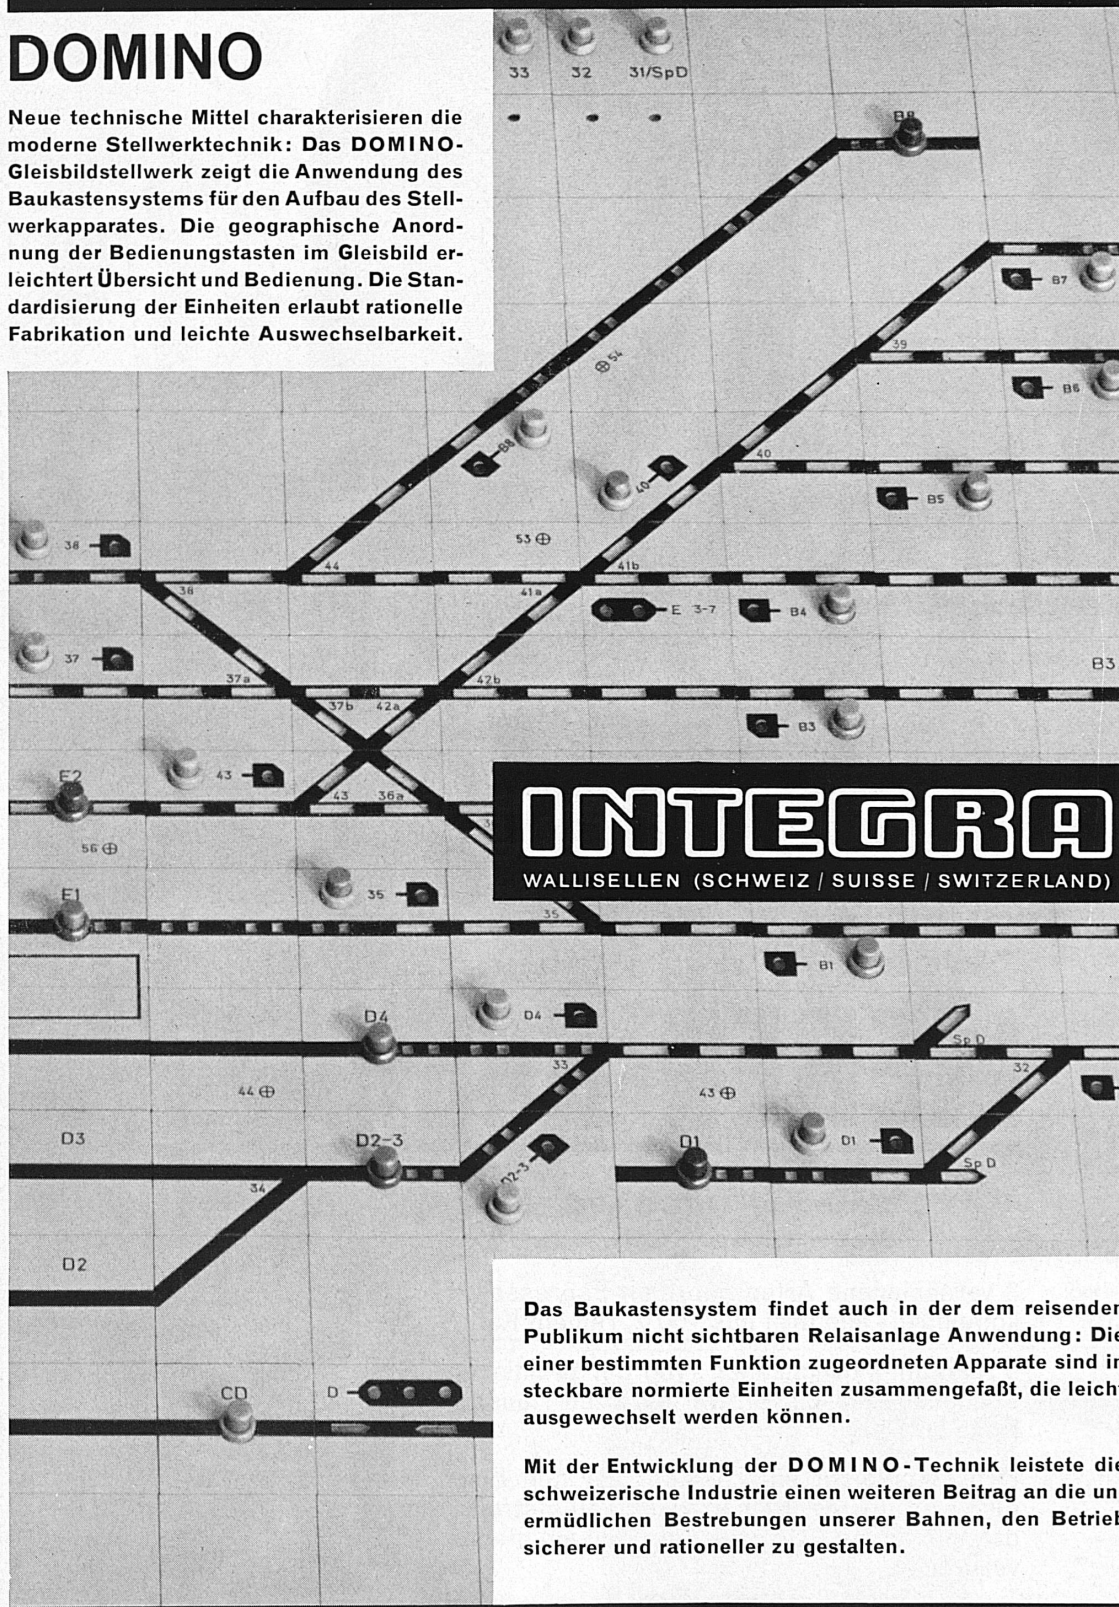 DOMINO
Neue technische Mittel charakterisieren die
moderne Stellwerktechnik: Das DOMINO-
Gleisbildstellwerk zeigt die Anwendung des
Baukastensystems für den Aufbau des Stell-
werkapparates. Die geographische Anord-
nung der Bedienungstasten im Gleisbild er-
leichtert Übersicht und Bedienung. Die Stan-
dardisierung der Einheiten erlaubt rationelle
Fabrikation und leichte Auswechselbarkeit.
33 32 31/SpD
B8
B7
39
54
B6
40
B8
40
B5
53
38
44
41b
38
41a
E 3-7
B4
37
B3
37a
42b
37b 42a
B3
E2
43
43 36a
INTEGRA
WALLISELLEN (SCHWEIZ / SUISSE / SWITZERLAND)
56
E1
35
35
B1
D4
D4
Sp D
33
32
44
43
D3
D2-3
D1
D1
D2-3
Sp D
34
D2
Das Baukastensystem findet auch in der dem reisenden
Publikum nicht sichtbaren Relaisanlage Anwendung: Die
einer bestimmten Funktion zugeordneten Apparate sind in
steckbare normierte Einheiten zusammengefaßt, die leicht
ausgewechselt werden können.
CD
D
Mit der Entwicklung der DOMINO-Technik leistete die
schweizerische Industrie einen weiteren Beitrag an die un-
ermüdlichen Bestrebungen unserer Bahnen, den Betrieb
sicherer und rationeller zu gestalten.